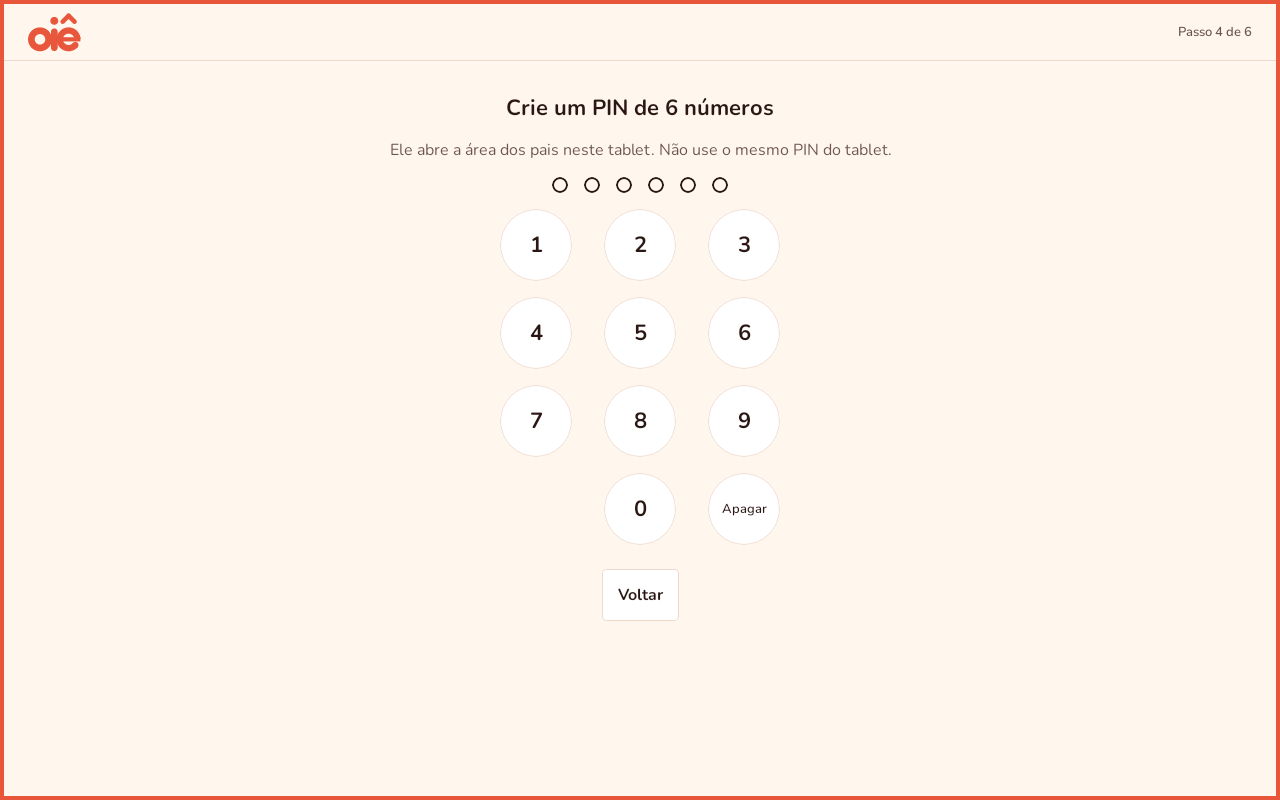 oiê
Passo 4 de 6
Crie um PIN de 6 números
Ele abre a área dos pais neste tablet. Não use o mesmo PIN do tablet.
1 2 3
4 5 6
7 8 9
0 Apagar
Voltar